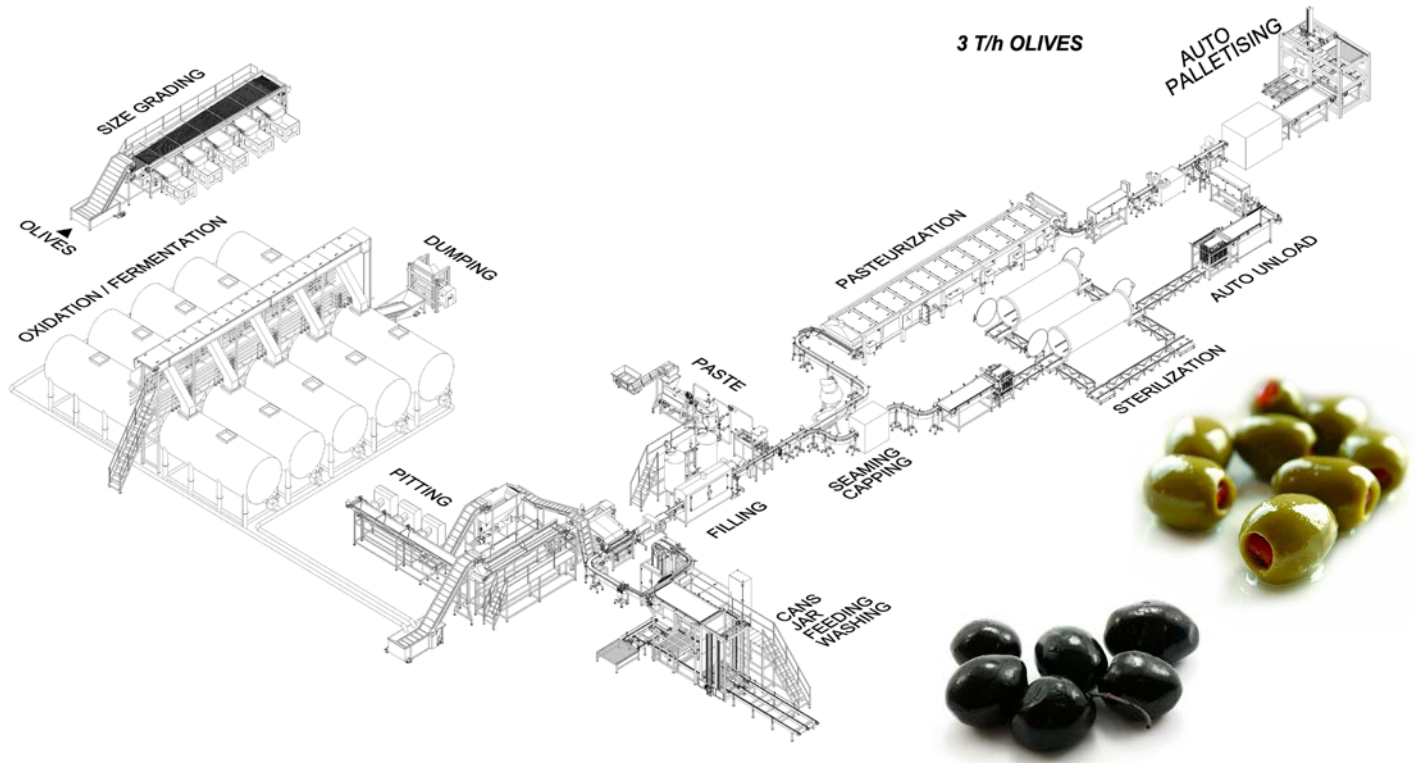 3 T/h OLIVES
AUTO
PALLETISING
SIZE GRADING
OLIVES
OXIDATION / FERMENTATION
DUMPING
PASTEURIZATION
AUTO UNLOAD
STERILIZATION
PASTE
SEAMING
CAPPING
FILLING
PITTING
CANS
JAR
FEEDING
WASHING